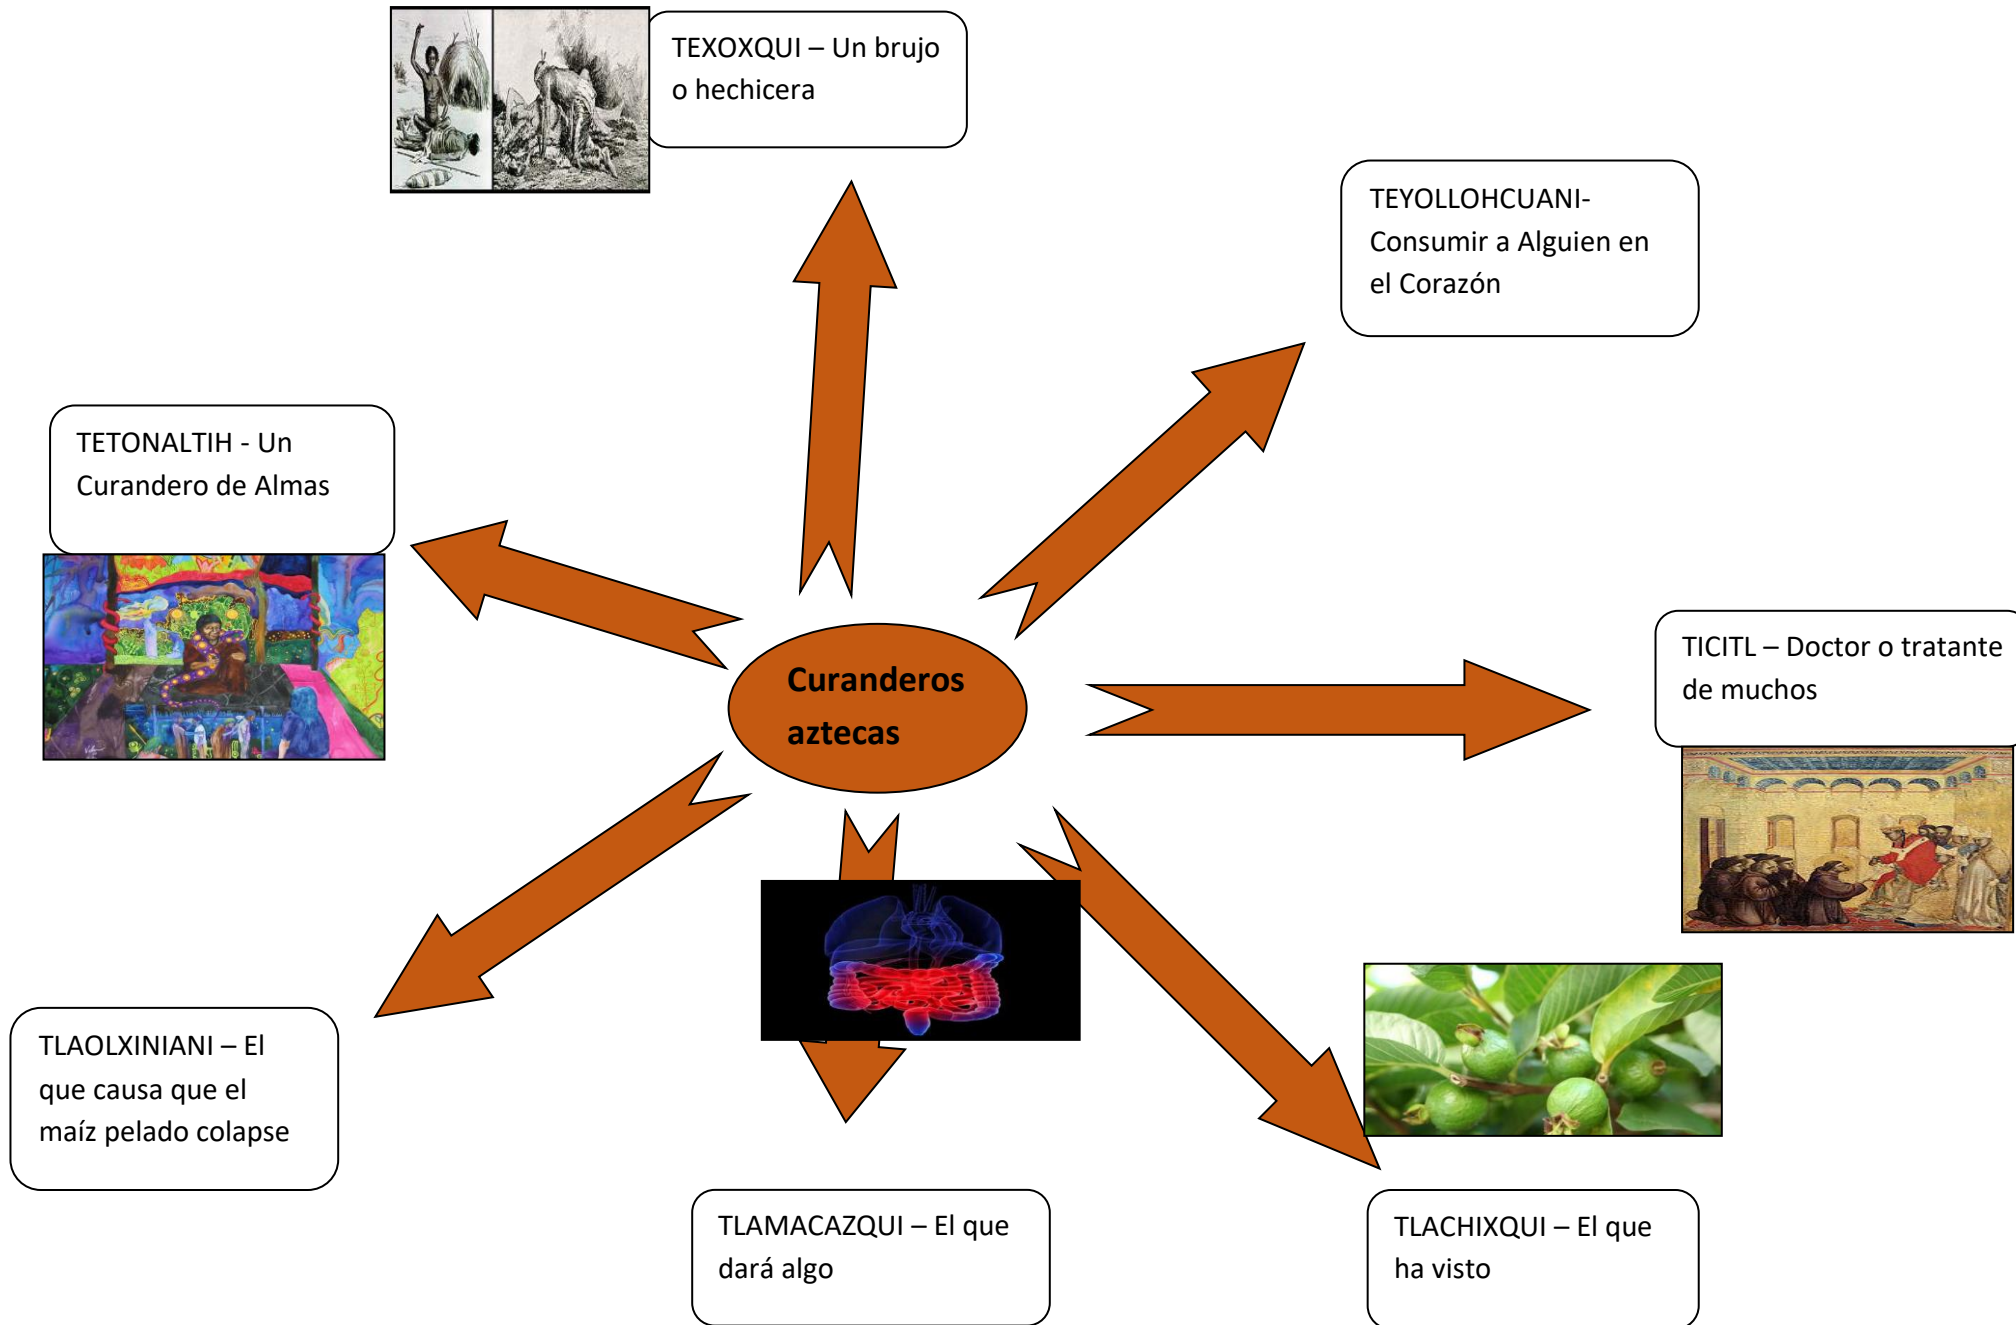 TEXOXQUI – Un brujo
o hechicera
TEYOLLOHCUANI-
Consumir a Alguien en
el Corazón
TETONALTIH - Un
Curandero de Almas
TICITL – Doctor o tratante
de muchos
Curanderos
aztecas
TLAOLXINIANI – El
que causa que el
maíz pelado colapse
TLAMACAZQUI – El que
dará algo
TLACHIXQUI – El que
ha visto